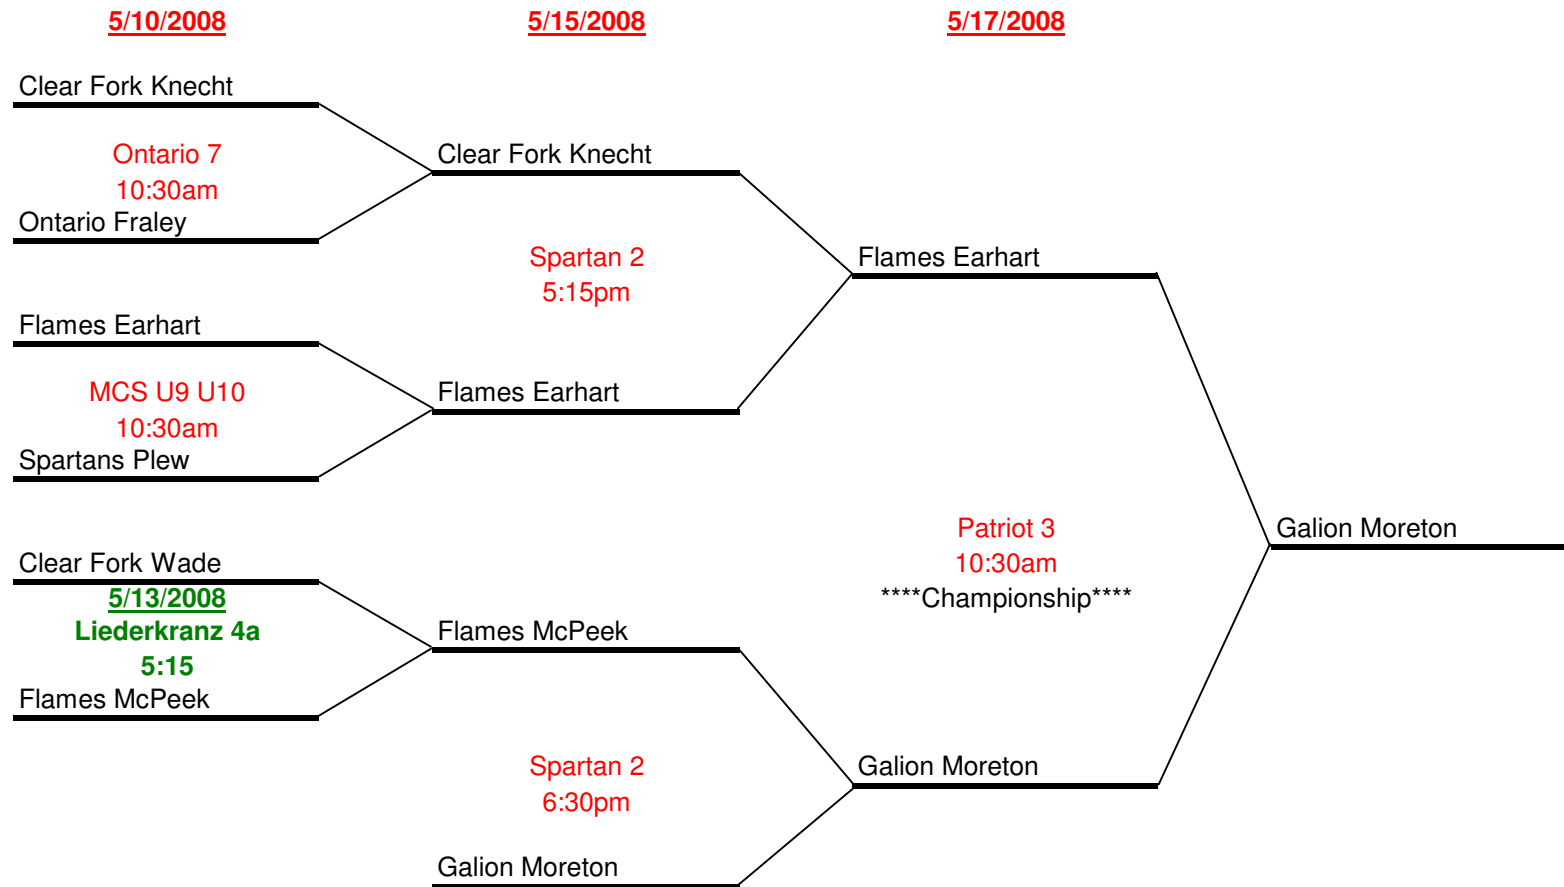 5/10/2008
5/15/2008
5/17/2008
Clear Fork Knecht
Ontario 7
10:30am
Ontario Fraley
Clear Fork Knecht
Spartan 2
5:15pm
Flames Earhart
Flames Earhart
MCS U9 U10
10:30am
Spartans Plew
Flames Earhart
Clear Fork Wade
5/13/2008
Liederkranz 4a
5:15
Flames McPeek
Flames McPeek
Patriot 3
10:30am
****Championship****
Galion Moreton
Spartan 2
6:30pm
Galion Moreton
Galion Moreton